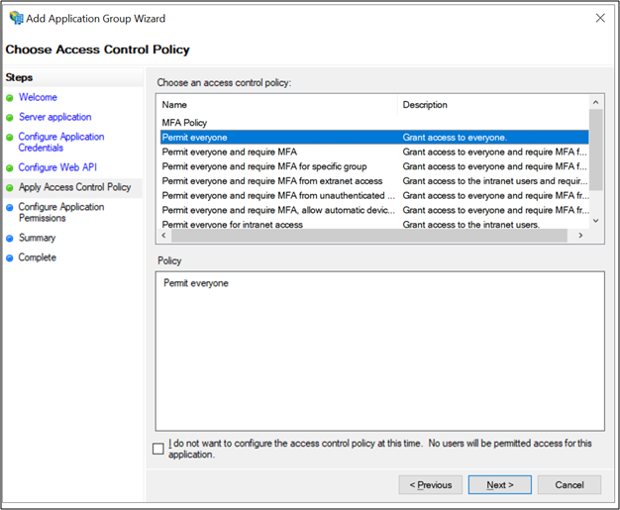 Add Application Group Wizard
Choose Access Control Policy
Steps
Welcome
Server application
Configure Application
Credentials
Configure Web API
Apply Access Control Policy
Configure Application
Permissions
Summary
Complete
Choose an access control policy:
Name Description
MFA Policy
Permit everyone Grant access to everyone.
Permit everyone and require MFA Grant access to everyone and require MFA f...
Permit everyone and require MFA for specific group Grant access to everyone and require MFA f...
Permit everyone and require MFA from extranet access Grant access to the intranet users and requir...
Permit everyone and require MFA from unauthenticated ... Grant access to everyone and require MFA fr...
Permit everyone and require MFA, allow automatic devic... Grant access to everyone and require MFA fr...
Permit everyone for intranet access Grant access to the intranet users.
Policy
Permit everyone
I do not want to configure the access control policy at this time. No users will be permitted access for this
application.
< Previous Next > Cancel